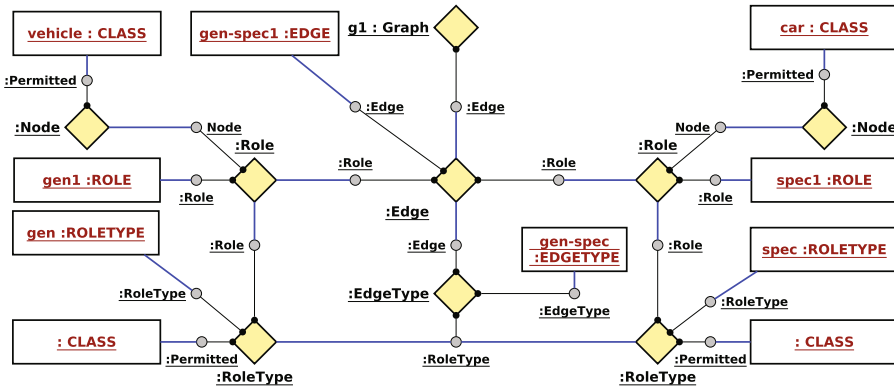 vehicle : CLASS
gen-spec1 :EDGE
g1 : Graph
car : CLASS
:Permitted
:Permitted
:Edge
:Edge
:Node
Node
Node
:Node
:Role
:Role
:Role
:Role
gen1 :ROLE
spec1 :ROLE
:Role
:Role
:Edge
gen :ROLETYPE
:Role
:Edge
gen-spec
:EDGETYPE
:Role
spec :ROLETYPE
:RoleType
:EdgeType
:EdgeType
:RoleType
: CLASS
: CLASS
:Permitted
:RoleType
:Permitted
:RoleType
:RoleType